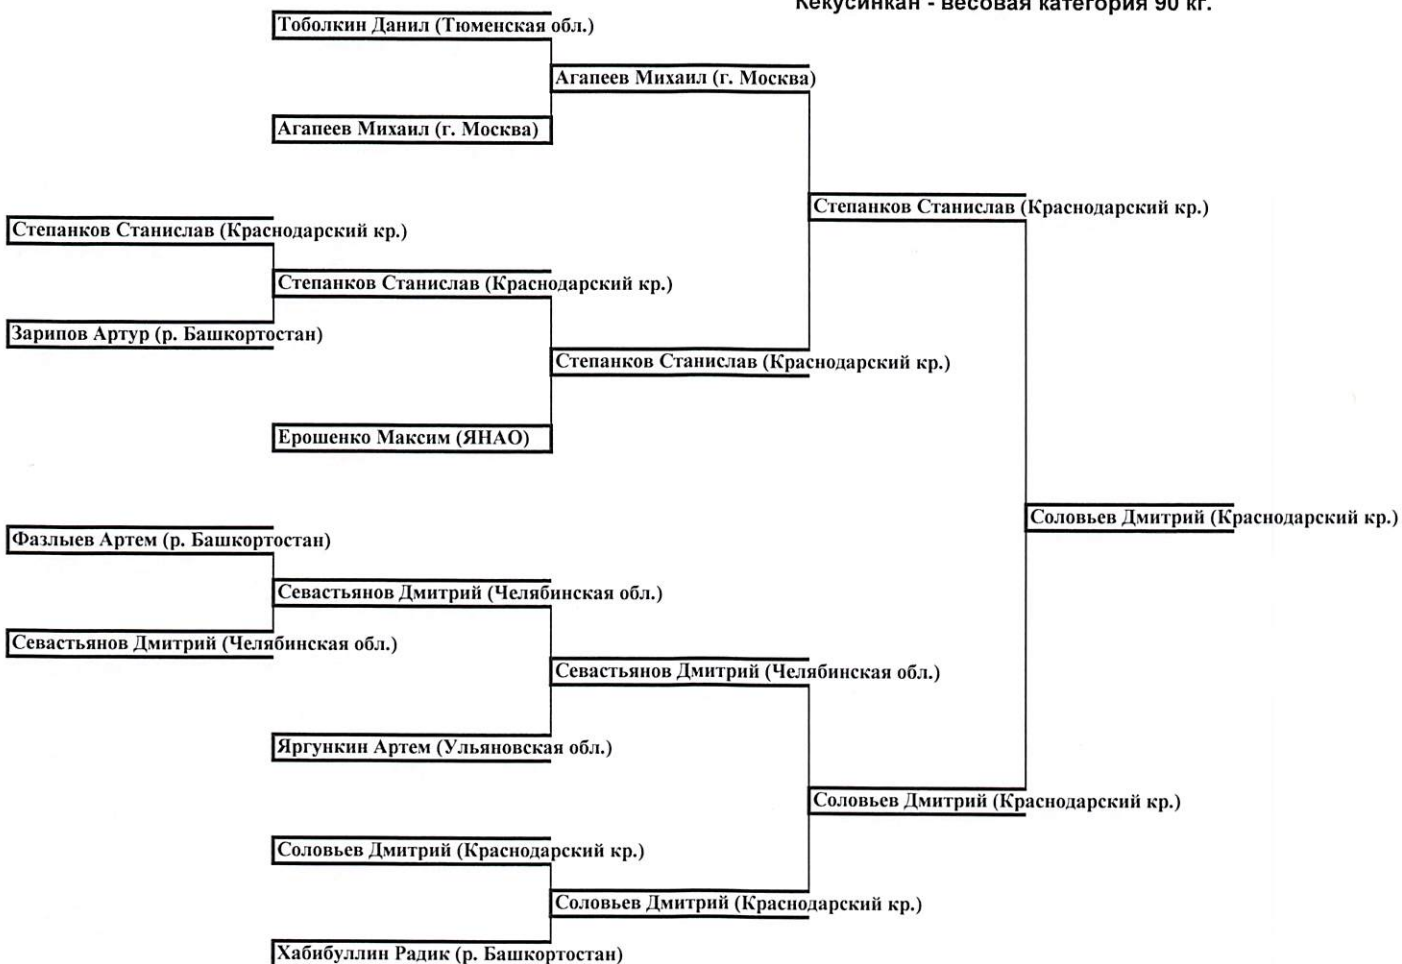 Кекусинкан - весовая категория 90 кг.
Тоболкин Данил (Тюменская обл.)
Агапеев Михаил (г. Москва)
Агапеев Михаил (г. Москва)
Степанков Станислав (Краснодарский кр.)
Степанков Станислав (Краснодарский кр.)
Степанков Станислав (Краснодарский кр.)
Зарипов Артур (р. Башкортостан)
Степанков Станислав (Краснодарский кр.)
Ерошенко Максим (ЯНАО)
Соловьев Дмитрий (Краснодарский кр.)
Фазлыев Артем (р. Башкортостан)
Севастьянов Дмитрий (Челябинская обл.)
Севастьянов Дмитрий (Челябинская обл.)
Севастьянов Дмитрий (Челябинская обл.)
Яргункин Артем (Ульяновская обл.)
Соловьев Дмитрий (Краснодарский кр.)
Соловьев Дмитрий (Краснодарский кр.)
Соловьев Дмитрий (Краснодарский кр.)
Хабибуллин Радик (р. Башкортостан)